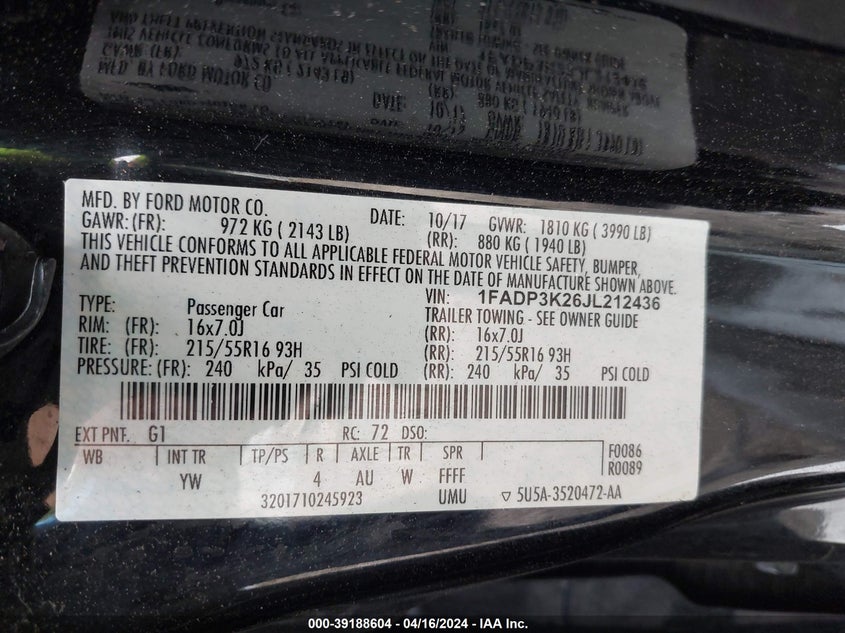 MFD. BY FORD MOTOR CO. DATE: 10/17 GVWR: 1810 KG ( 3990 LB)
GAWR: (FR): 972 KG ( 2143 LB) (RR): 880 KG ( 1940 LB)
THIS VEHICLE CONFORMS TO ALL APPLICABLE FEDERAL MOTOR VEHICLE SAFETY, BUMPER,
AND THEFT PREVENTION STANDARDS IN EFFECT ON THE DATE OF MANUFACTURE SHOWN ABOVE.
VIN: 1FADP3K26JL212436
TYPE: Passenger Car TRAILER TOWING - SEE OWNER GUIDE
RIM: (FR): 16x7.0J (RR): 16x7.0J
TIRE: (FR): 215/55R16 93H (RR): 215/55R16 93H
PRESSURE: (FR): 240 kPa/ 35 PSI COLD (RR): 240 kPa/ 35 PSI COLD
EXT PNT: G1 RC: 72 DSO:
WB INT TR TP/PS R AXLE TR SPR F0086
YW 4 AU W FFFF R0089
3201710245923 UMU ▽ 5U5A-3520472-AA
000-39188604 - 04/16/2024 - IAA Inc.